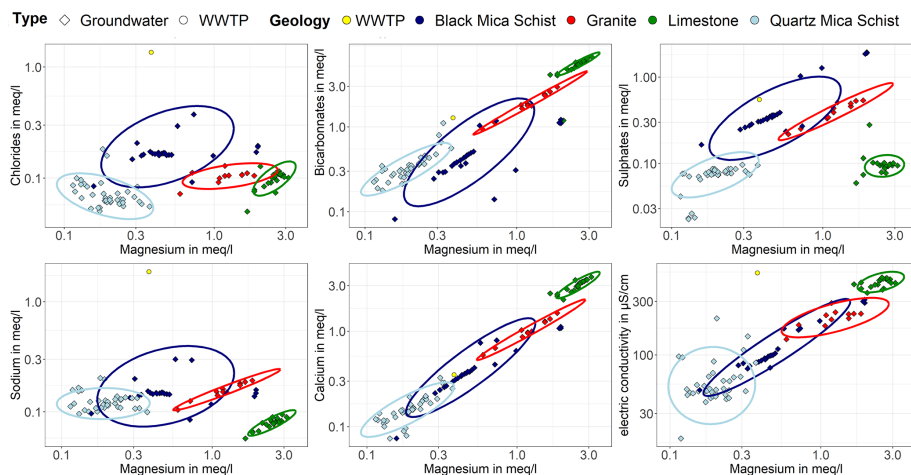 Type Groundwater WWTP Geology WWTP Black Mica Schist Granite Limestone Quartz Mica Schist
Chlorides in meq/l
1.0
0.3
0.1
0.1 0.3 1.0 3.0
Magnesium in meq/l
Bicarbonnates in meq/l
3.0
1.0
0.3
0.1
0.1 0.3 1.0 3.0
Magnesium in meq/l
Sulphates in meq/l
1.00
0.30
0.10
0.03
0.1 0.3 1.0 3.0
Magnesium in meq/l
Sodium in meq/l
1.0
0.3
0.1
0.1 0.3 1.0 3.0
Magnesium in meq/l
Calcium in meq/l
3.0
1.0
0.3
0.1
0.1 0.3 1.0 3.0
Magnesium in meq/l
electric conductivity in µS/cm
300
100
30
0.1 0.3 1.0 3.0
Magnesium in meq/l